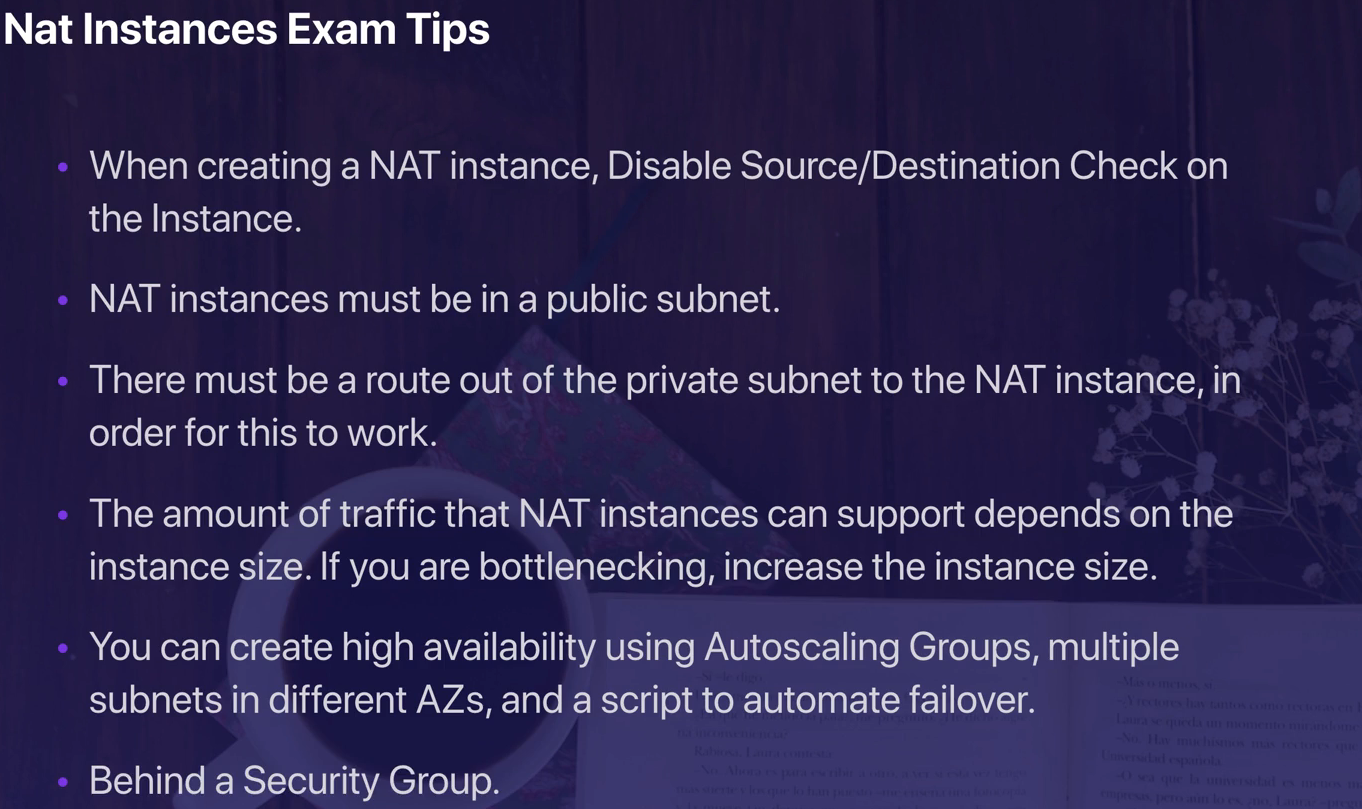 Nat Instances Exam Tips
• When creating a NAT instance, Disable Source/Destination Check on
the Instance.
• NAT instances must be in a public subnet.
• There must be a route out of the private subnet to the NAT instance, in
order for this to work.
• The amount of traffic that NAT instances can support depends on the
instance size. If you are bottlenecking, increase the instance size.
• You can create high availability using Autoscaling Groups, multiple
subnets in different AZs, and a script to automate failover.
• Behind a Security Group.